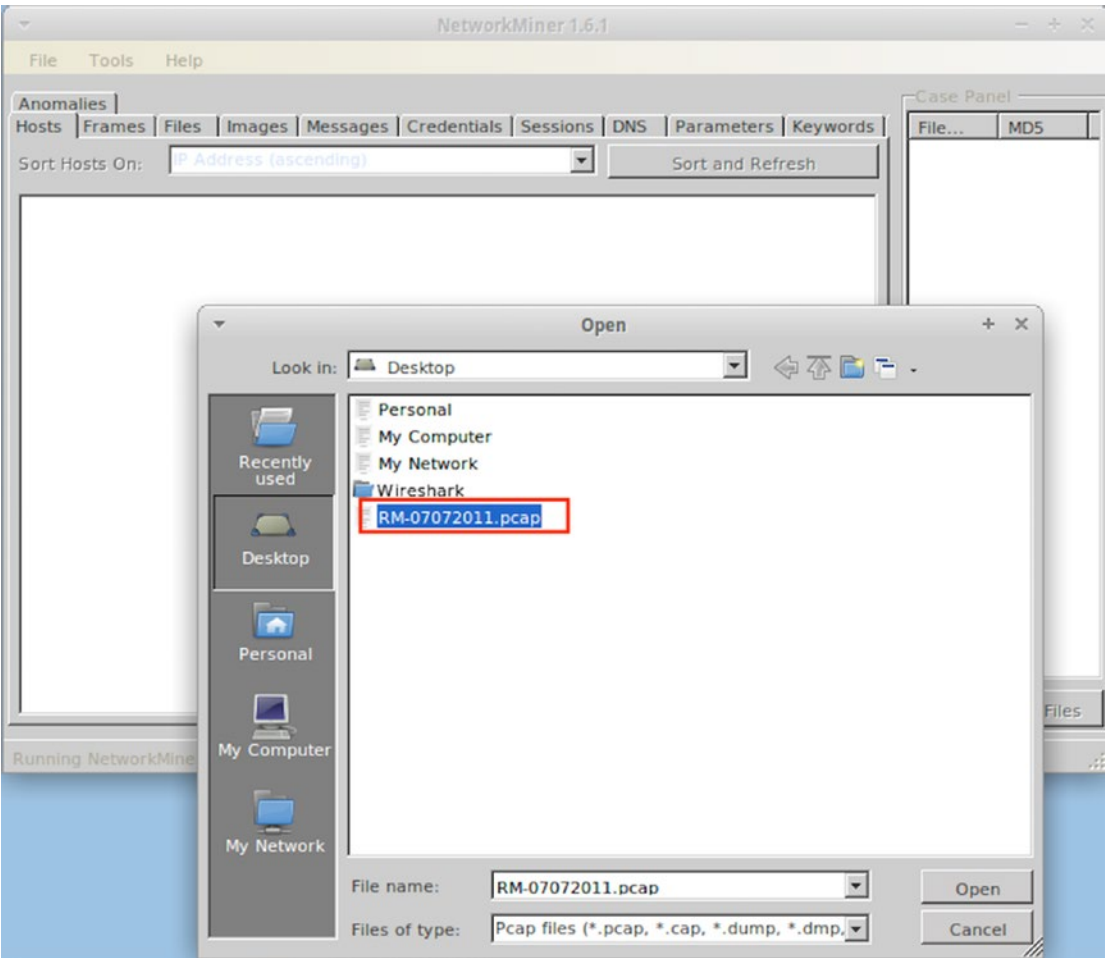 NetworkMiner 1.6.1
File Tools Help
Anomalies
Hosts Frames Files Images Messages Credentials Sessions DNS Parameters Keywords
Sort Hosts On: IP Address (ascending) Sort and Refresh
Case Panel
File... MD5
Open
Look in: Desktop
Recently used
Desktop
Personal
My Computer
My Network
Personal
My Computer
My Network
Wireshark
RM-07072011.pcap
File name: RM-07072011.pcap
Open
Files of type: Pcap files (*.pcap, *.cap, *.dump, *.dmp,
Cancel
Files
Running NetworkMine